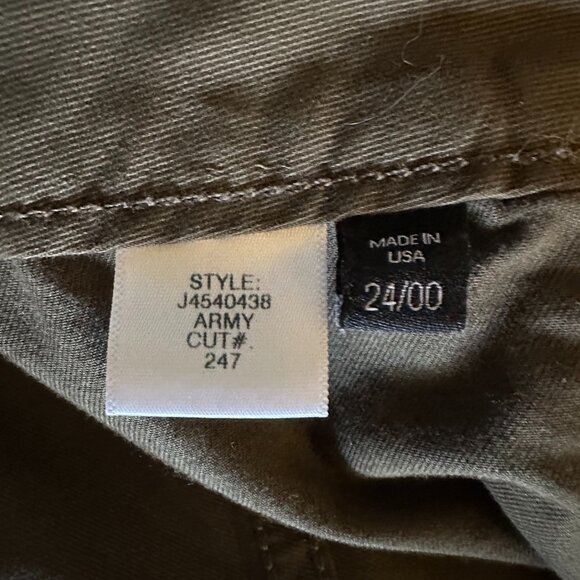 STYLE:
J4540438
ARMY
CUT#.
247
MADE IN
USA
24/00